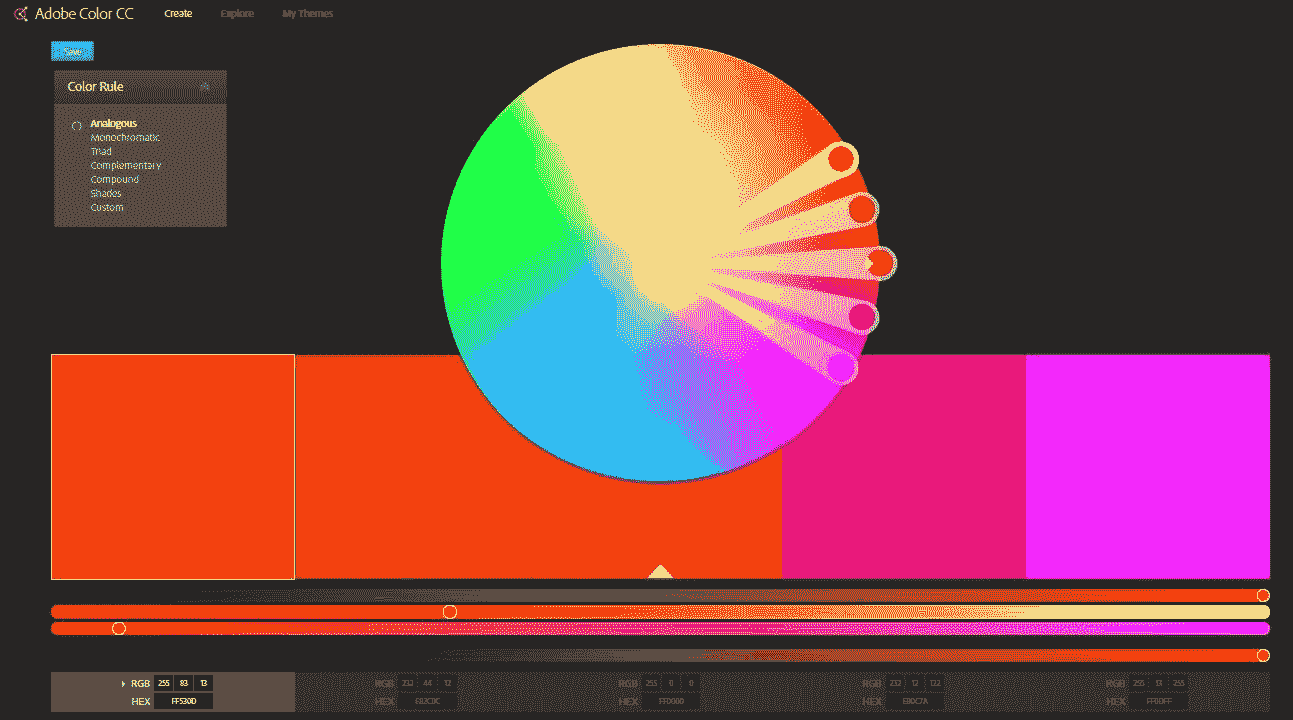 Adobe Color CC Create Explore My Themes
Save
Color Rule
Analogous
Monochromatic
Triad
Complementary
Compound
Shades
Custom
RGB 255 83 13 RGB 232 44 12 RGB 255 0 0 RGB 232 12 122 RGB 255 13 255
HEX FF530D HEX E82C0C HEX FF0000 HEX E80C7A HEX FF0DFF